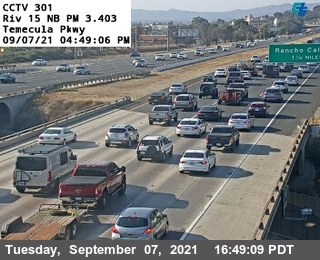 CCTV 301
Riv 15 NB PM 3.403
Temecula Pkwy
09/07/21 04:49:06 PM
Rancho Cal
1¼ MILE
Tuesday, September 07, 2021 16:49:09 PDT